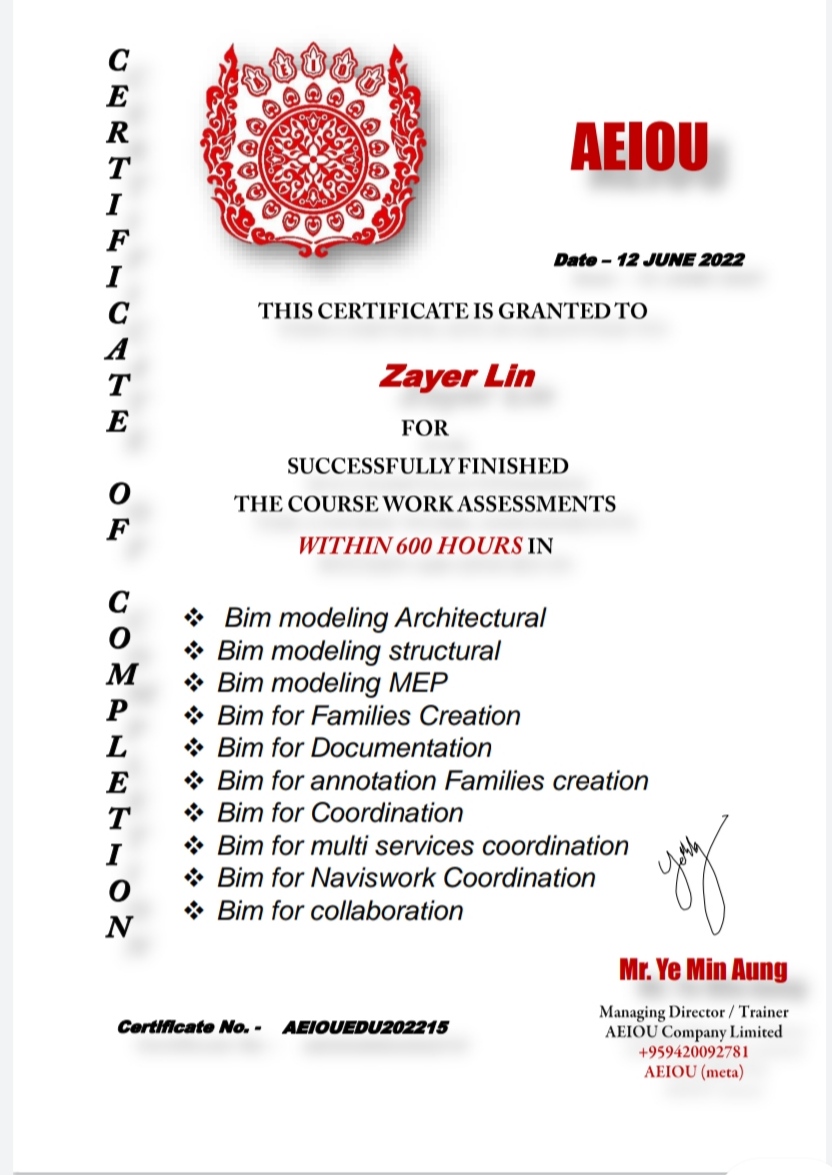 CERTIFICATE OF COMPLETION
AEIOU
AEIOU
Date – 12 JUNE 2022
THIS CERTIFICATE IS GRANTED TO
Zayer Lin
FOR
SUCCESSFULLY FINISHED
THE COURSE WORK ASSESSMENTS
WITHIN 600 HOURS IN
❖ Bim modeling Architectural
❖ Bim modeling structural
❖ Bim modeling MEP
❖ Bim for Families Creation
❖ Bim for Documentation
❖ Bim for annotation Families creation
❖ Bim for Coordination
❖ Bim for multi services coordination
❖ Bim for Naviswork Coordination
❖ Bim for collaboration
Mr. Ye Min Aung
Managing Director / Trainer
AEIOU Company Limited
+959420092781
AEIOU (meta)
Certificate No. - AEIOUEDU202215